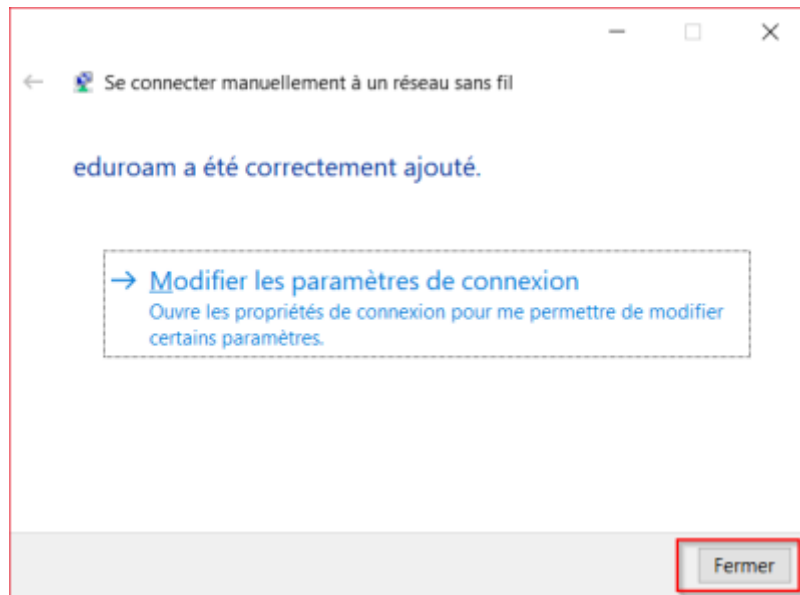 Se connecter manuellement à un réseau sans fil
eduroam a été correctement ajouté.
Modifier les paramètres de connexion
Ouvre les propriétés de connexion pour me permettre de modifier
certains paramètres.
Fermer